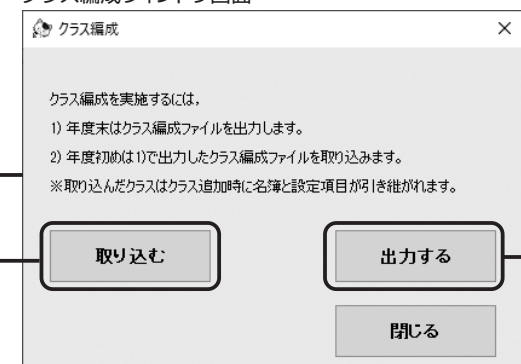 クラス編成ウィンドウ画面
クラス編成
クラス編成を実施するには,
1) 年度末はクラス編成ファイルを出力します。
2) 年度初めは1)で出力したクラス編成ファイルを取り込みます。
※取り込んだクラスはクラス追加時に名簿と設定項目が引き継がれます。
取り込む
出力する
閉じる